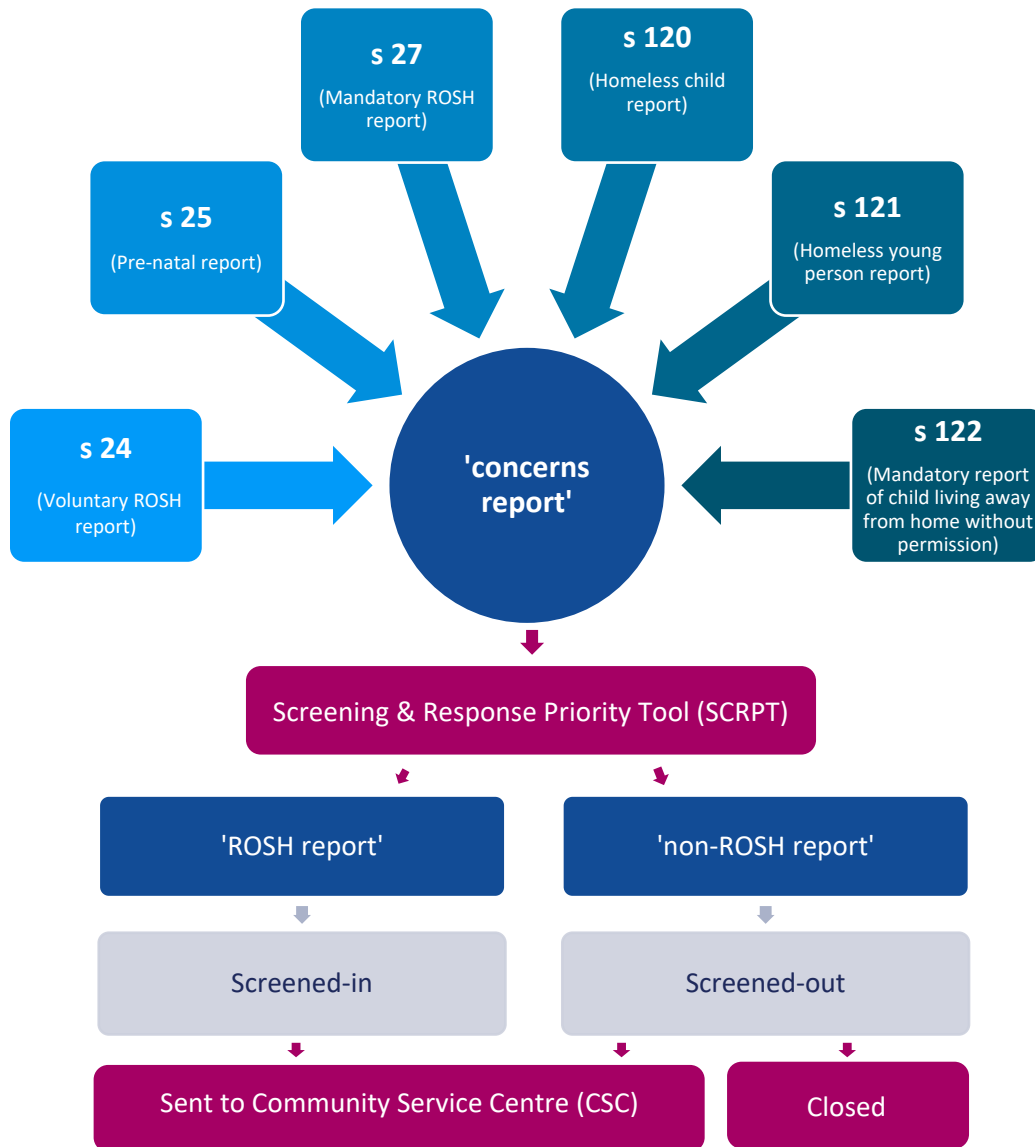 s 27
(Mandatory ROSH
report)
s 120
(Homeless child
report)
s 25
(Pre-natal report)
s 121
(Homeless young
person report)
s 24
(Voluntary ROSH
report)
'concerns
report'
s 122
(Mandatory report
of child living away
from home without
permission)
Screening & Response Priority Tool (SCRPT)
'ROSH report'
'non-ROSH report'
Screened-in
Screened-out
Sent to Community Service Centre (CSC)
Closed